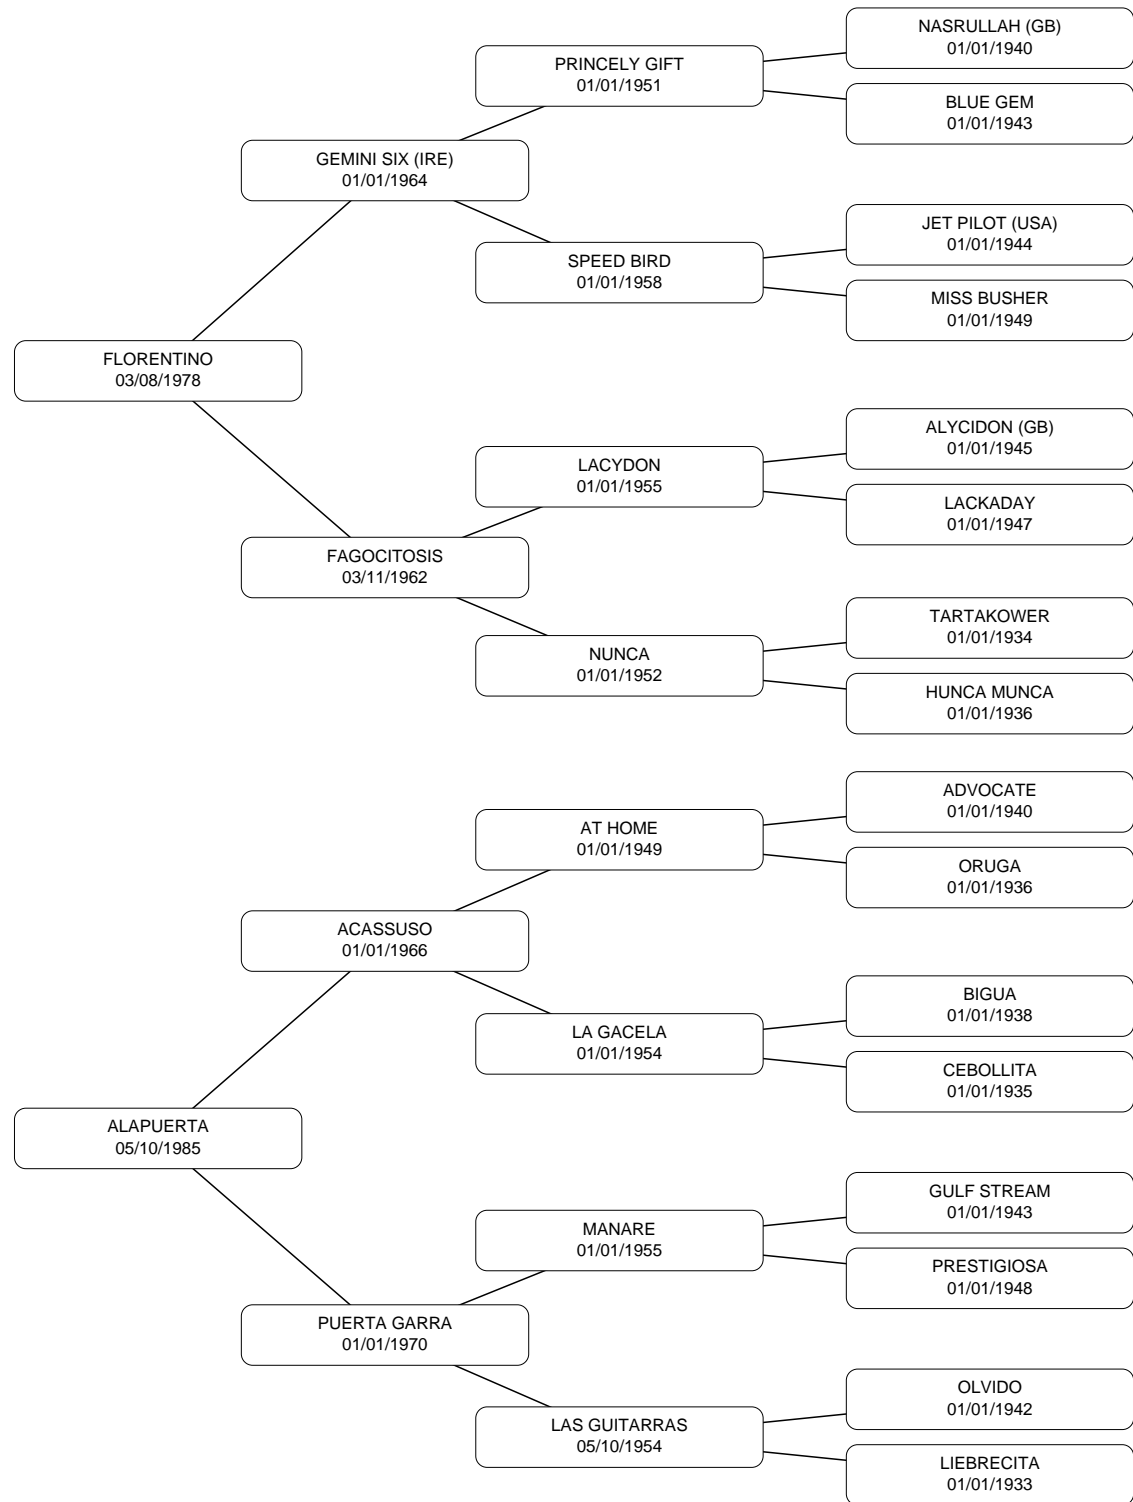 NASRULLAH (GB)
01/01/1940
PRINCELY GIFT
01/01/1951
BLUE GEM
01/01/1943
GEMINI SIX (IRE)
01/01/1964
JET PILOT (USA)
01/01/1944
SPEED BIRD
01/01/1958
MISS BUSHER
01/01/1949
FLORENTINO
03/08/1978
ALYCIDON (GB)
01/01/1945
LACYDON
01/01/1955
LACKADAY
01/01/1947
FAGOCITOSIS
03/11/1962
TARTAKOWER
01/01/1934
NUNCA
01/01/1952
HUNCA MUNCA
01/01/1936
ADVOCATE
01/01/1940
AT HOME
01/01/1949
ORUGA
01/01/1936
ACASSUSO
01/01/1966
BIGUA
01/01/1938
LA GACELA
01/01/1954
CEBOLLITA
01/01/1935
ALAPUERTA
05/10/1985
GULF STREAM
01/01/1943
MANARE
01/01/1955
PRESTIGIOSA
01/01/1948
PUERTA GARRA
01/01/1970
OLVIDO
01/01/1942
LAS GUITARRAS
05/10/1954
LIEBRECITA
01/01/1933